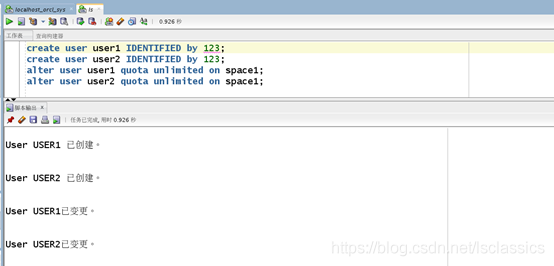 localhost_orcl_sys
ls
0.926 秒
工作表
查询构建器
create user user1 IDENTIFIED by 123;
create user user2 IDENTIFIED by 123;
alter user user1 quota unlimited on space1;
alter user user2 quota unlimited on space1;
脚本输出
任务已完成, 用时 0.926 秒
User USER1 已创建。
User USER2 已创建。
User USER1已变更。
User USER2已变更。
https://blog.csdn.net/lsclassics